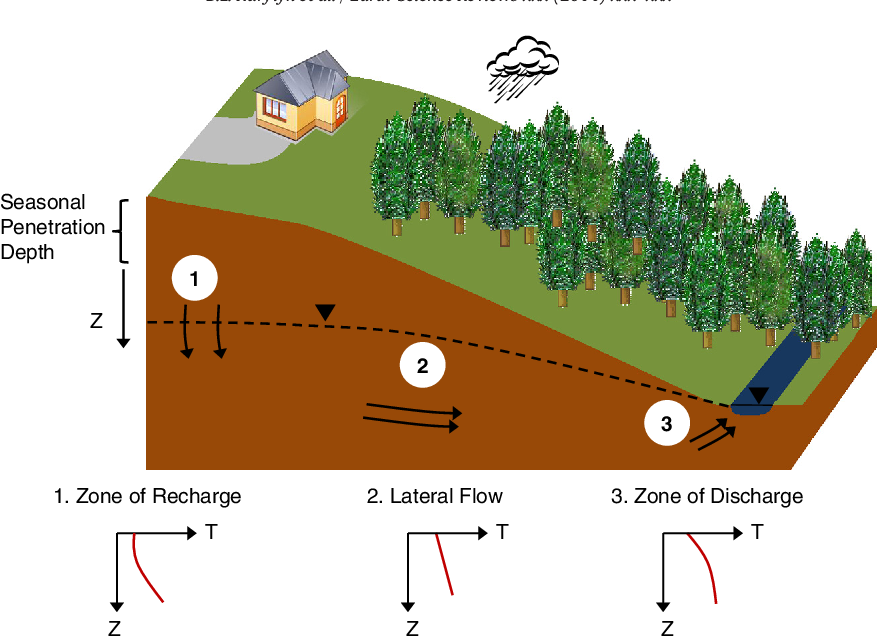 Seasonal
Penetration
Depth
Z
1
2
3
1. Zone of Recharge
2. Lateral Flow
3. Zone of Discharge
T
T
T
Z
Z
Z